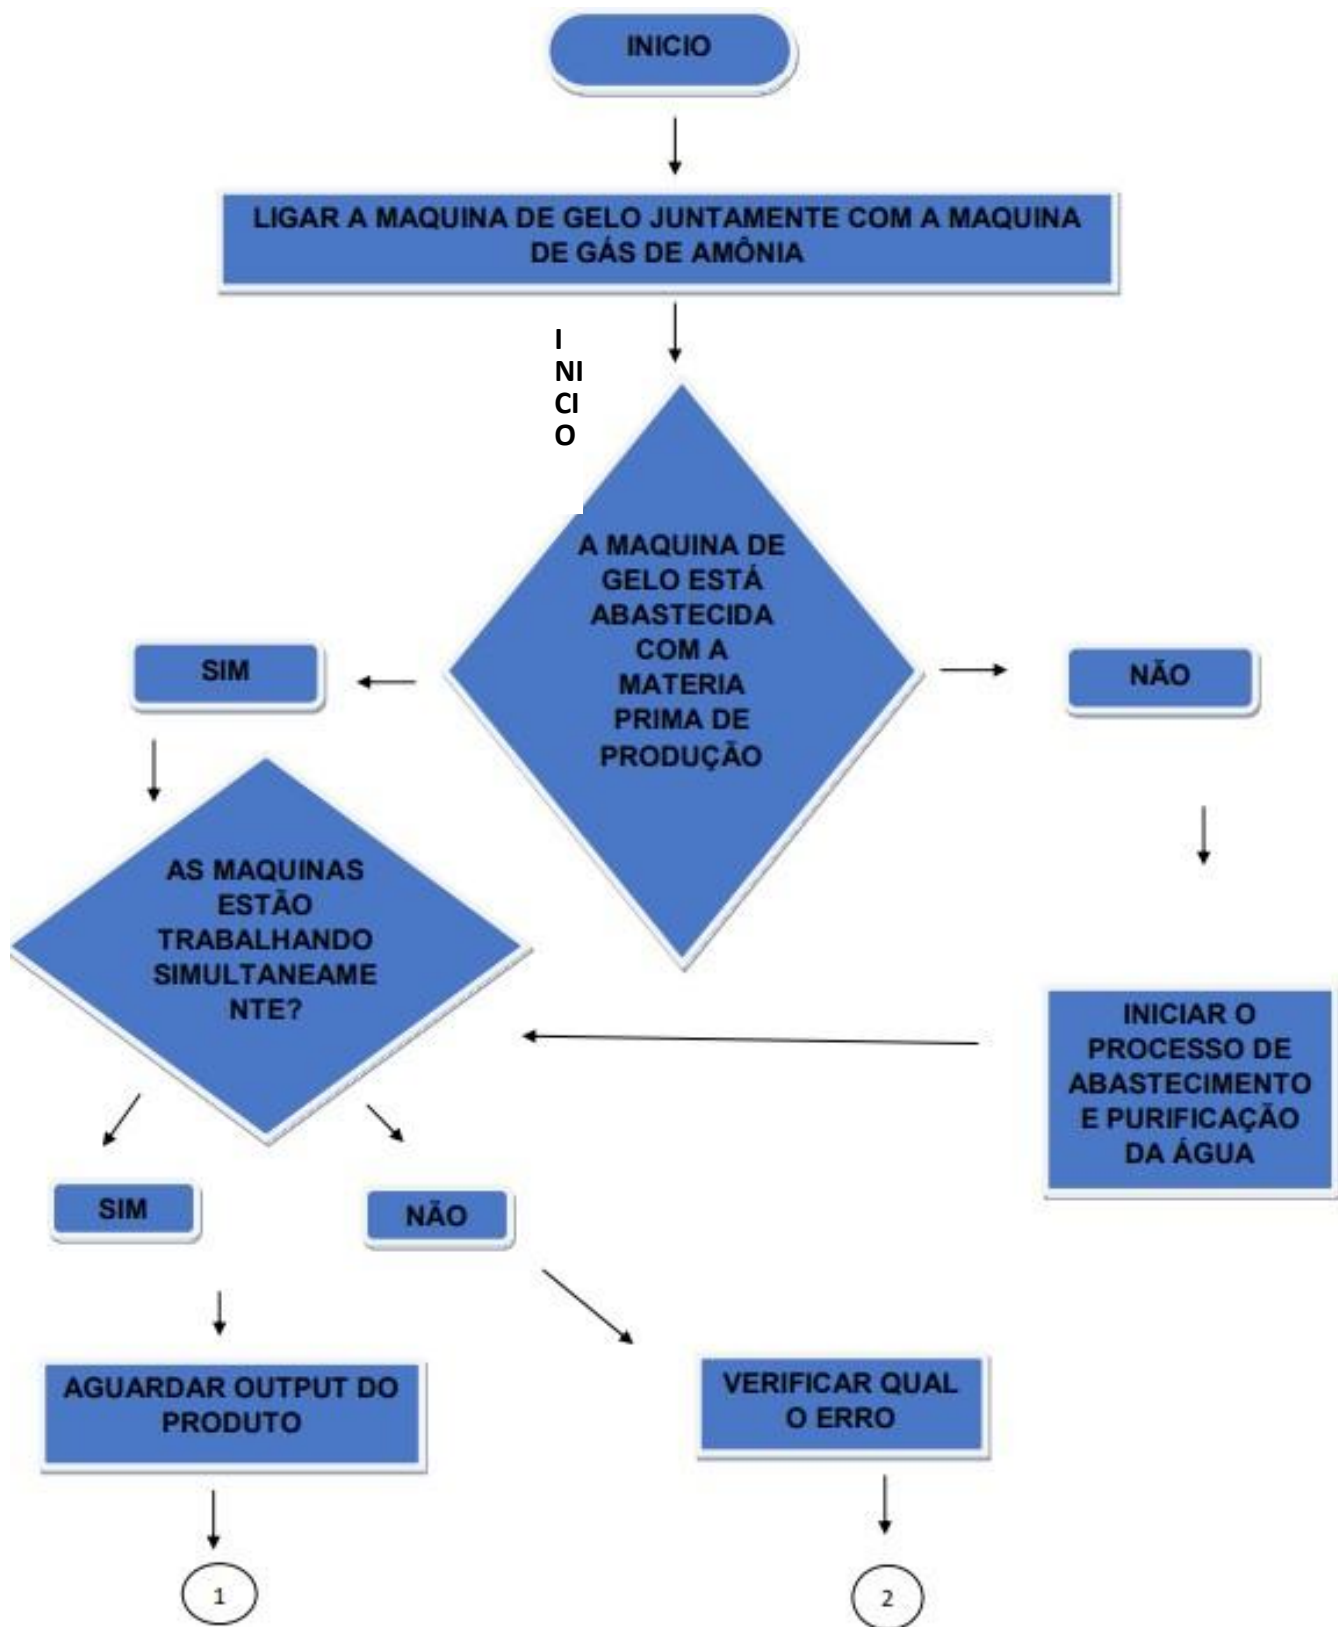 INICIO
LIGAR A MAQUINA DE GELO JUNTAMENTE COM A MAQUINA
DE GÁS DE AMÔNIA
I
NI
CI
O
A MAQUINA DE
GELO ESTÁ
ABASTECIDA
COM A
MATERIA
PRIMA DE
PRODUÇÃO
SIM
NÃO
AS MAQUINAS
ESTÃO
TRABALHANDO
SIMULTANEAME
NTE?
INICIAR O
PROCESSO DE
ABASTECIMENTO
E PURIFICAÇÃO
DA ÁGUA
SIM
NÃO
AGUARDAR OUTPUT DO
PRODUTO
VERIFICAR QUAL
O ERRO
1
2